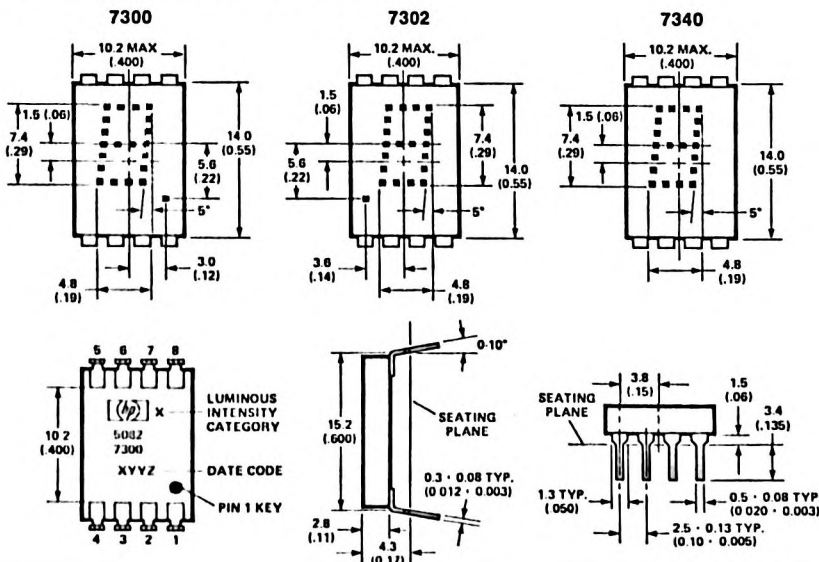 7300
7302
7340
10.2 MAX
(.400)
1.5 (.06)
7.4
(.29)
5.6
(.22)
14.0
(0.55)
5°
4.8
(.19)
3.0
(.12)
10.2 MAX.
(.400)
1.5
(.06)
5.6
(.22)
7.4
(.29)
14.0
(0.55)
5°
3.6
(.14)
4.8
(.19)
10.2 MAX.
(.400)
1.5 (.06)
7.4
(.29)
14.0
(0.55)
5°
4.8
(.19)
5 6 7 8
10.2
(.400)
hp X
5082
7300
XYYZ
4 3 2 1
LUMINOUS
INTENSITY
CATEGORY
DATE CODE
PIN 1 KEY
0·10°
15.2
(.600)
SEATING
PLANE
0.3 · 0.08 TYP.
(0 012 · 0.003)
2.8
(.11)
4.3
(0.17)
3.8
(.15)
1.5
(.06)
3.4
(.135)
SEATING
PLANE
1.3 TYP.
(.050)
0.5 · 0.08 TYP
(0 020 · 0.003)
2.5 · 0.13 TYP.
(0.10 · 0.005)